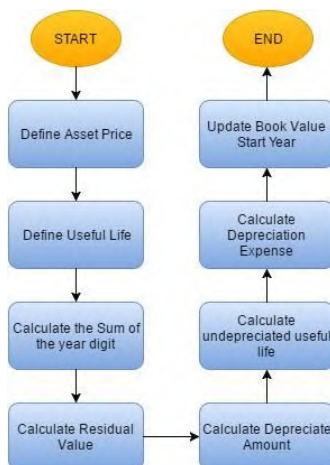 START
Define Asset Price
Define Useful Life
Calculate the Sum of
the year digit
Calculate Residual
Value
Calculate Depreciate
Amount
Calculate
undepreciated useful
life
Calculate
Depreciation
Expense
Update Book Value
Start Year
END